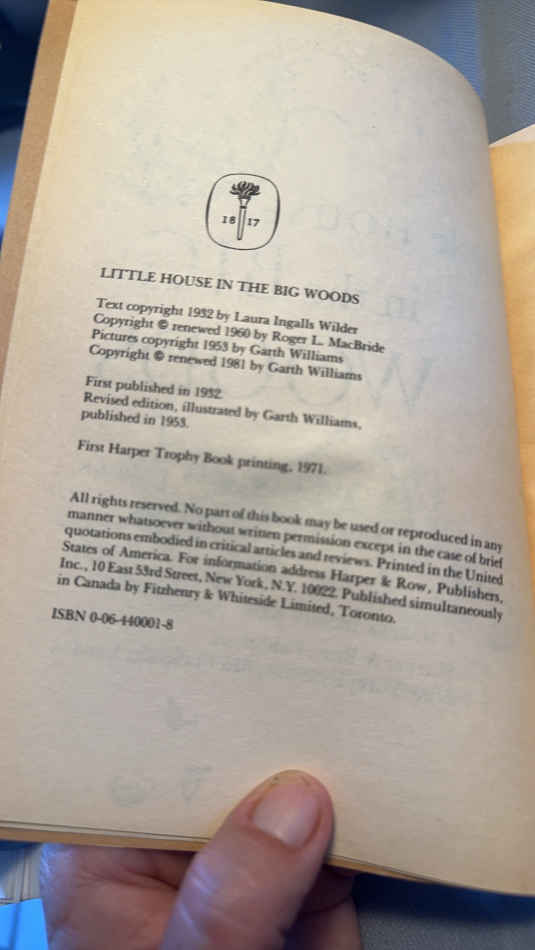 18 17
LITTLE HOUSE IN THE BIG WOODS
Text copyright 1932 by Laura Ingalls Wilder
Copyright © renewed 1960 by Roger L. MacBride
Pictures copyright 1953 by Garth Williams
Copyright © renewed 1981 by Garth Williams
First published in 1932
Revised edition, illustrated by Garth Williams,
published in 1953.
First Harper Trophy Book printing, 1971.
All rights reserved. No part of this book may be used or reproduced in any
manner whatsoever without written permission except in the case of brief
quotations embodied in critical articles and reviews. Printed in the United
States of America. For information address Harper & Row, Publishers,
Inc., 10 East 53rd Street, New York, N.Y. 10022. Published simultaneously
in Canada by Fitzhenry & Whiteside Limited, Toronto.
ISBN 0-06-440001-8